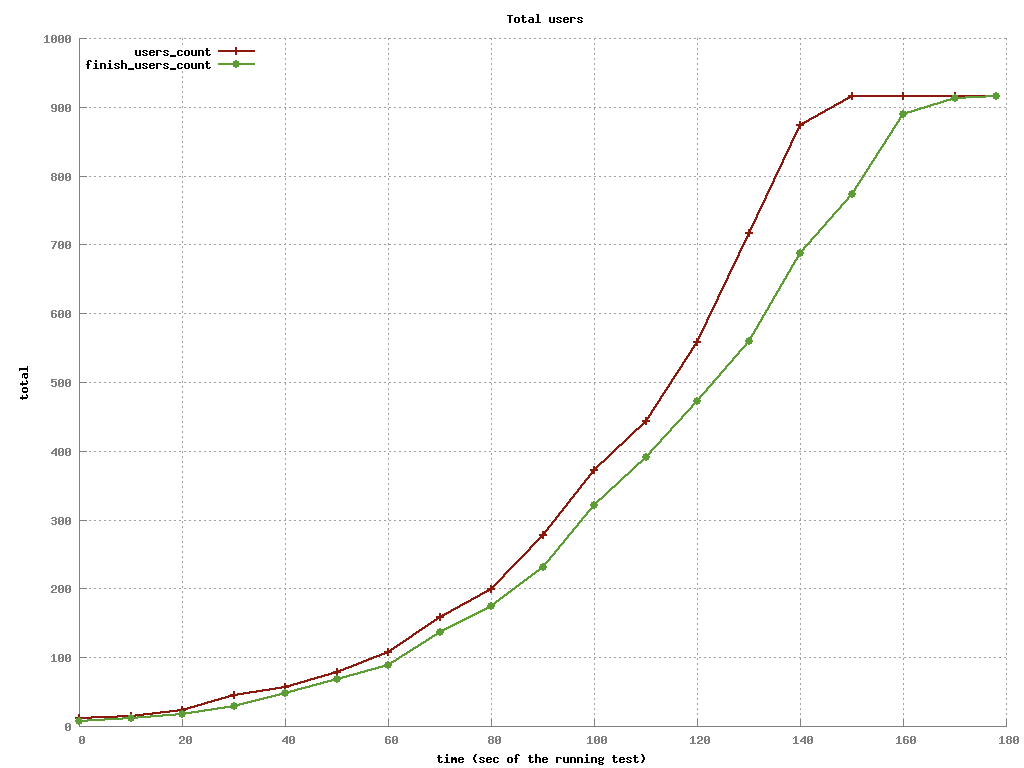 Total users
users_count
finish_users_count
1000
900
800
700
600
500
400
300
200
100
0
total
0 20 40 60 80 100 120 140 160 180
time (sec of the running test)